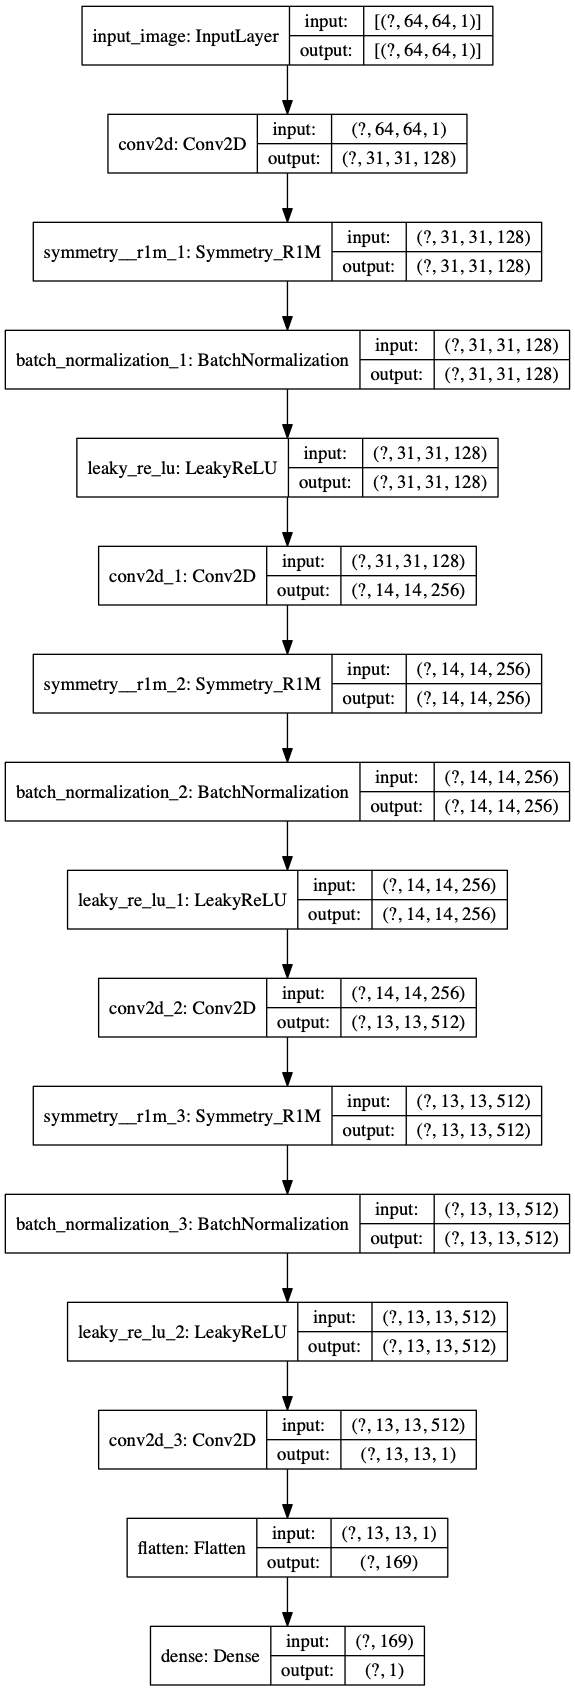 input_image: InputLayer
input: [(?, 64, 64, 1)]
output: [(?, 64, 64, 1)]
conv2d: Conv2D
input: (?, 64, 64, 1)
output: (?, 31, 31, 128)
symmetry__r1m_1: Symmetry_R1M
input: (?, 31, 31, 128)
output: (?, 31, 31, 128)
batch_normalization_1: BatchNormalization
input: (?, 31, 31, 128)
output: (?, 31, 31, 128)
leaky_re_lu: LeakyReLU
input: (?, 31, 31, 128)
output: (?, 31, 31, 128)
conv2d_1: Conv2D
input: (?, 31, 31, 128)
output: (?, 14, 14, 256)
symmetry__r1m_2: Symmetry_R1M
input: (?, 14, 14, 256)
output: (?, 14, 14, 256)
batch_normalization_2: BatchNormalization
input: (?, 14, 14, 256)
output: (?, 14, 14, 256)
leaky_re_lu_1: LeakyReLU
input: (?, 14, 14, 256)
output: (?, 14, 14, 256)
conv2d_2: Conv2D
input: (?, 14, 14, 256)
output: (?, 13, 13, 512)
symmetry__r1m_3: Symmetry_R1M
input: (?, 13, 13, 512)
output: (?, 13, 13, 512)
batch_normalization_3: BatchNormalization
input: (?, 13, 13, 512)
output: (?, 13, 13, 512)
leaky_re_lu_2: LeakyReLU
input: (?, 13, 13, 512)
output: (?, 13, 13, 512)
conv2d_3: Conv2D
input: (?, 13, 13, 512)
output: (?, 13, 13, 1)
flatten: Flatten
input: (?, 13, 13, 1)
output: (?, 169)
dense: Dense
input: (?, 169)
output: (?, 1)